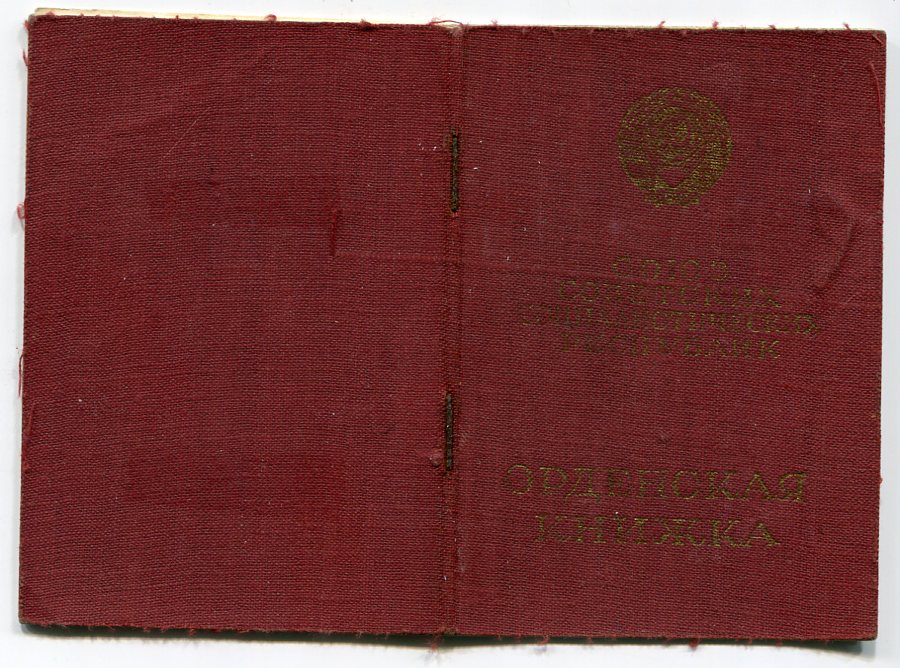 СОЮЗ
СОВЕТСКИХ
СОЦИАЛИСТИЧЕСКИХ
РЕСПУБЛИК
ОРДЕНСКАЯ
КНИЖКА